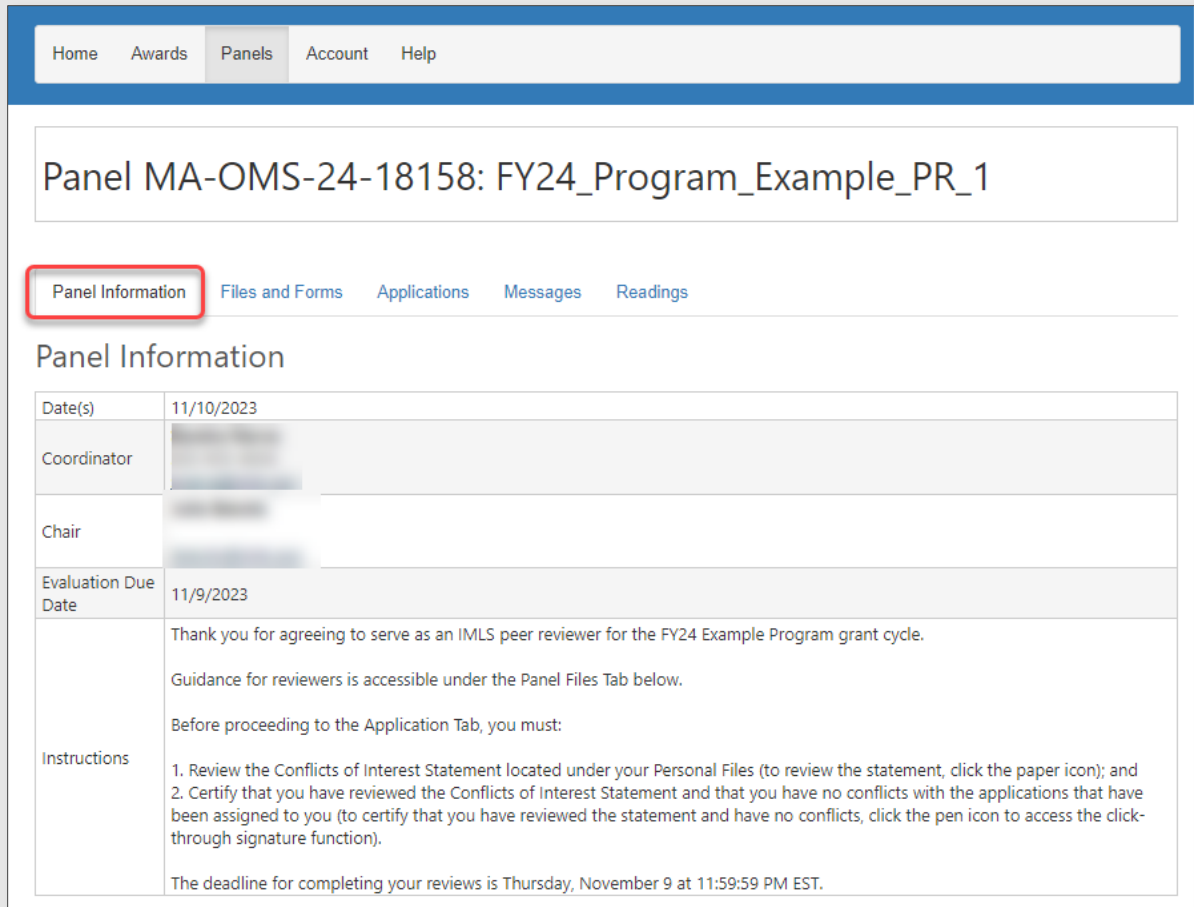 Home Awards Panels Account Help
Panel MA-OMS-24-18158: FY24_Program_Example_PR_1
Panel Information Files and Forms Applications Messages Readings
Panel Information
Date(s) 11/10/2023
Coordinator
Chair
Evaluation Due
Date
11/9/2023
Instructions
Thank you for agreeing to serve as an IMLS peer reviewer for the FY24 Example Program grant cycle.
Guidance for reviewers is accessible under the Panel Files Tab below.
Before proceeding to the Application Tab, you must:
1. Review the Conflicts of Interest Statement located under your Personal Files (to review the statement, click the paper icon); and
2. Certify that you have reviewed the Conflicts of Interest Statement and that you have no conflicts with the applications that have
been assigned to you (to certify that you have reviewed the statement and have no conflicts, click the pen icon to access the click-
through signature function).
The deadline for completing your reviews is Thursday, November 9 at 11:59:59 PM EST.